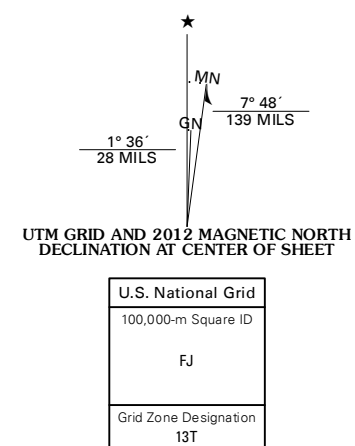 ★
MN
GN
7° 48´
139 MILS
1° 36´
28 MILS
UTM GRID AND 2012 MAGNETIC NORTH
DECLINATION AT CENTER OF SHEET
U.S. National Grid
100,000-m Square ID
FJ
Grid Zone Designation
13T